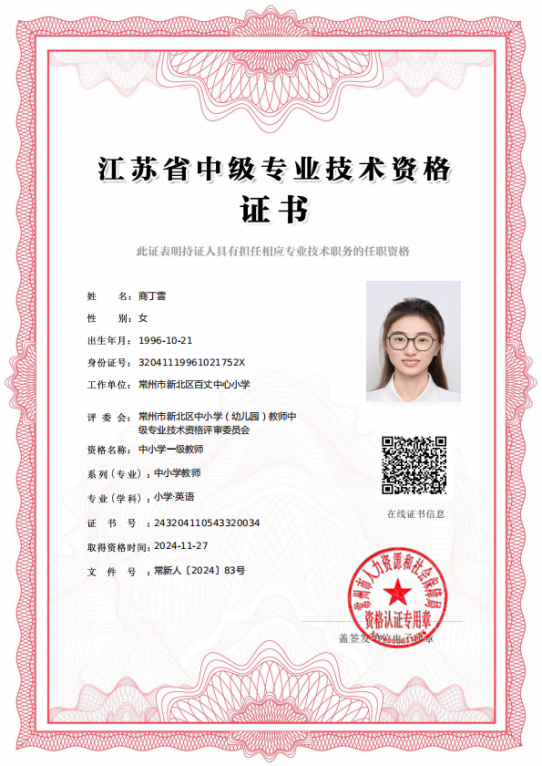 江苏省中级专业技术资格
证书
此证表明持证人具有担任相应专业技术职务的任职资格
姓 名：商丁雲
性 别：女
出生年月：1996-10-21
身份证号：32041119961021752X
工作单位：常州市新北区百丈中心小学
评 委 会：常州市新北区中小学（幼儿园）教师中
级专业技术资格评审委员会
资格名称：中小学一级教师
系列（专业）：中小学教师
专业（学科）：小学·英语
证 书 号：243204110543320034
取得资格时间：2024-11-27
文 件 号：常新人〔2024〕83号
在线证书信息
常州市人力资源和社会保障局
资格认证专用章
盖签发